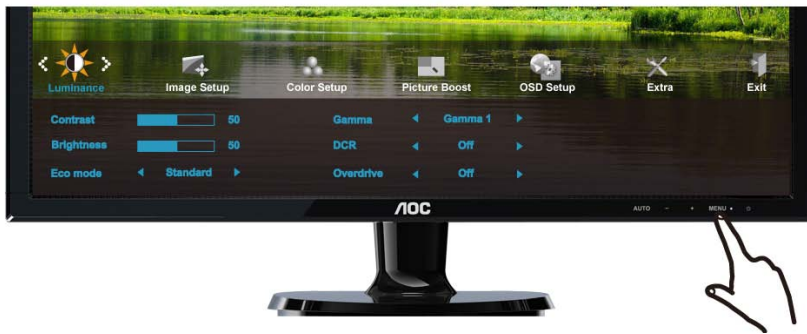 Luminance Image Setup Color Setup Picture Boost OSD Setup Extra Exit
Contrast 50 Gamma Gamma 1
Brightness 50 DCR Off
Eco mode Standard Overdrive Off
AOC
AUTO - + MENU